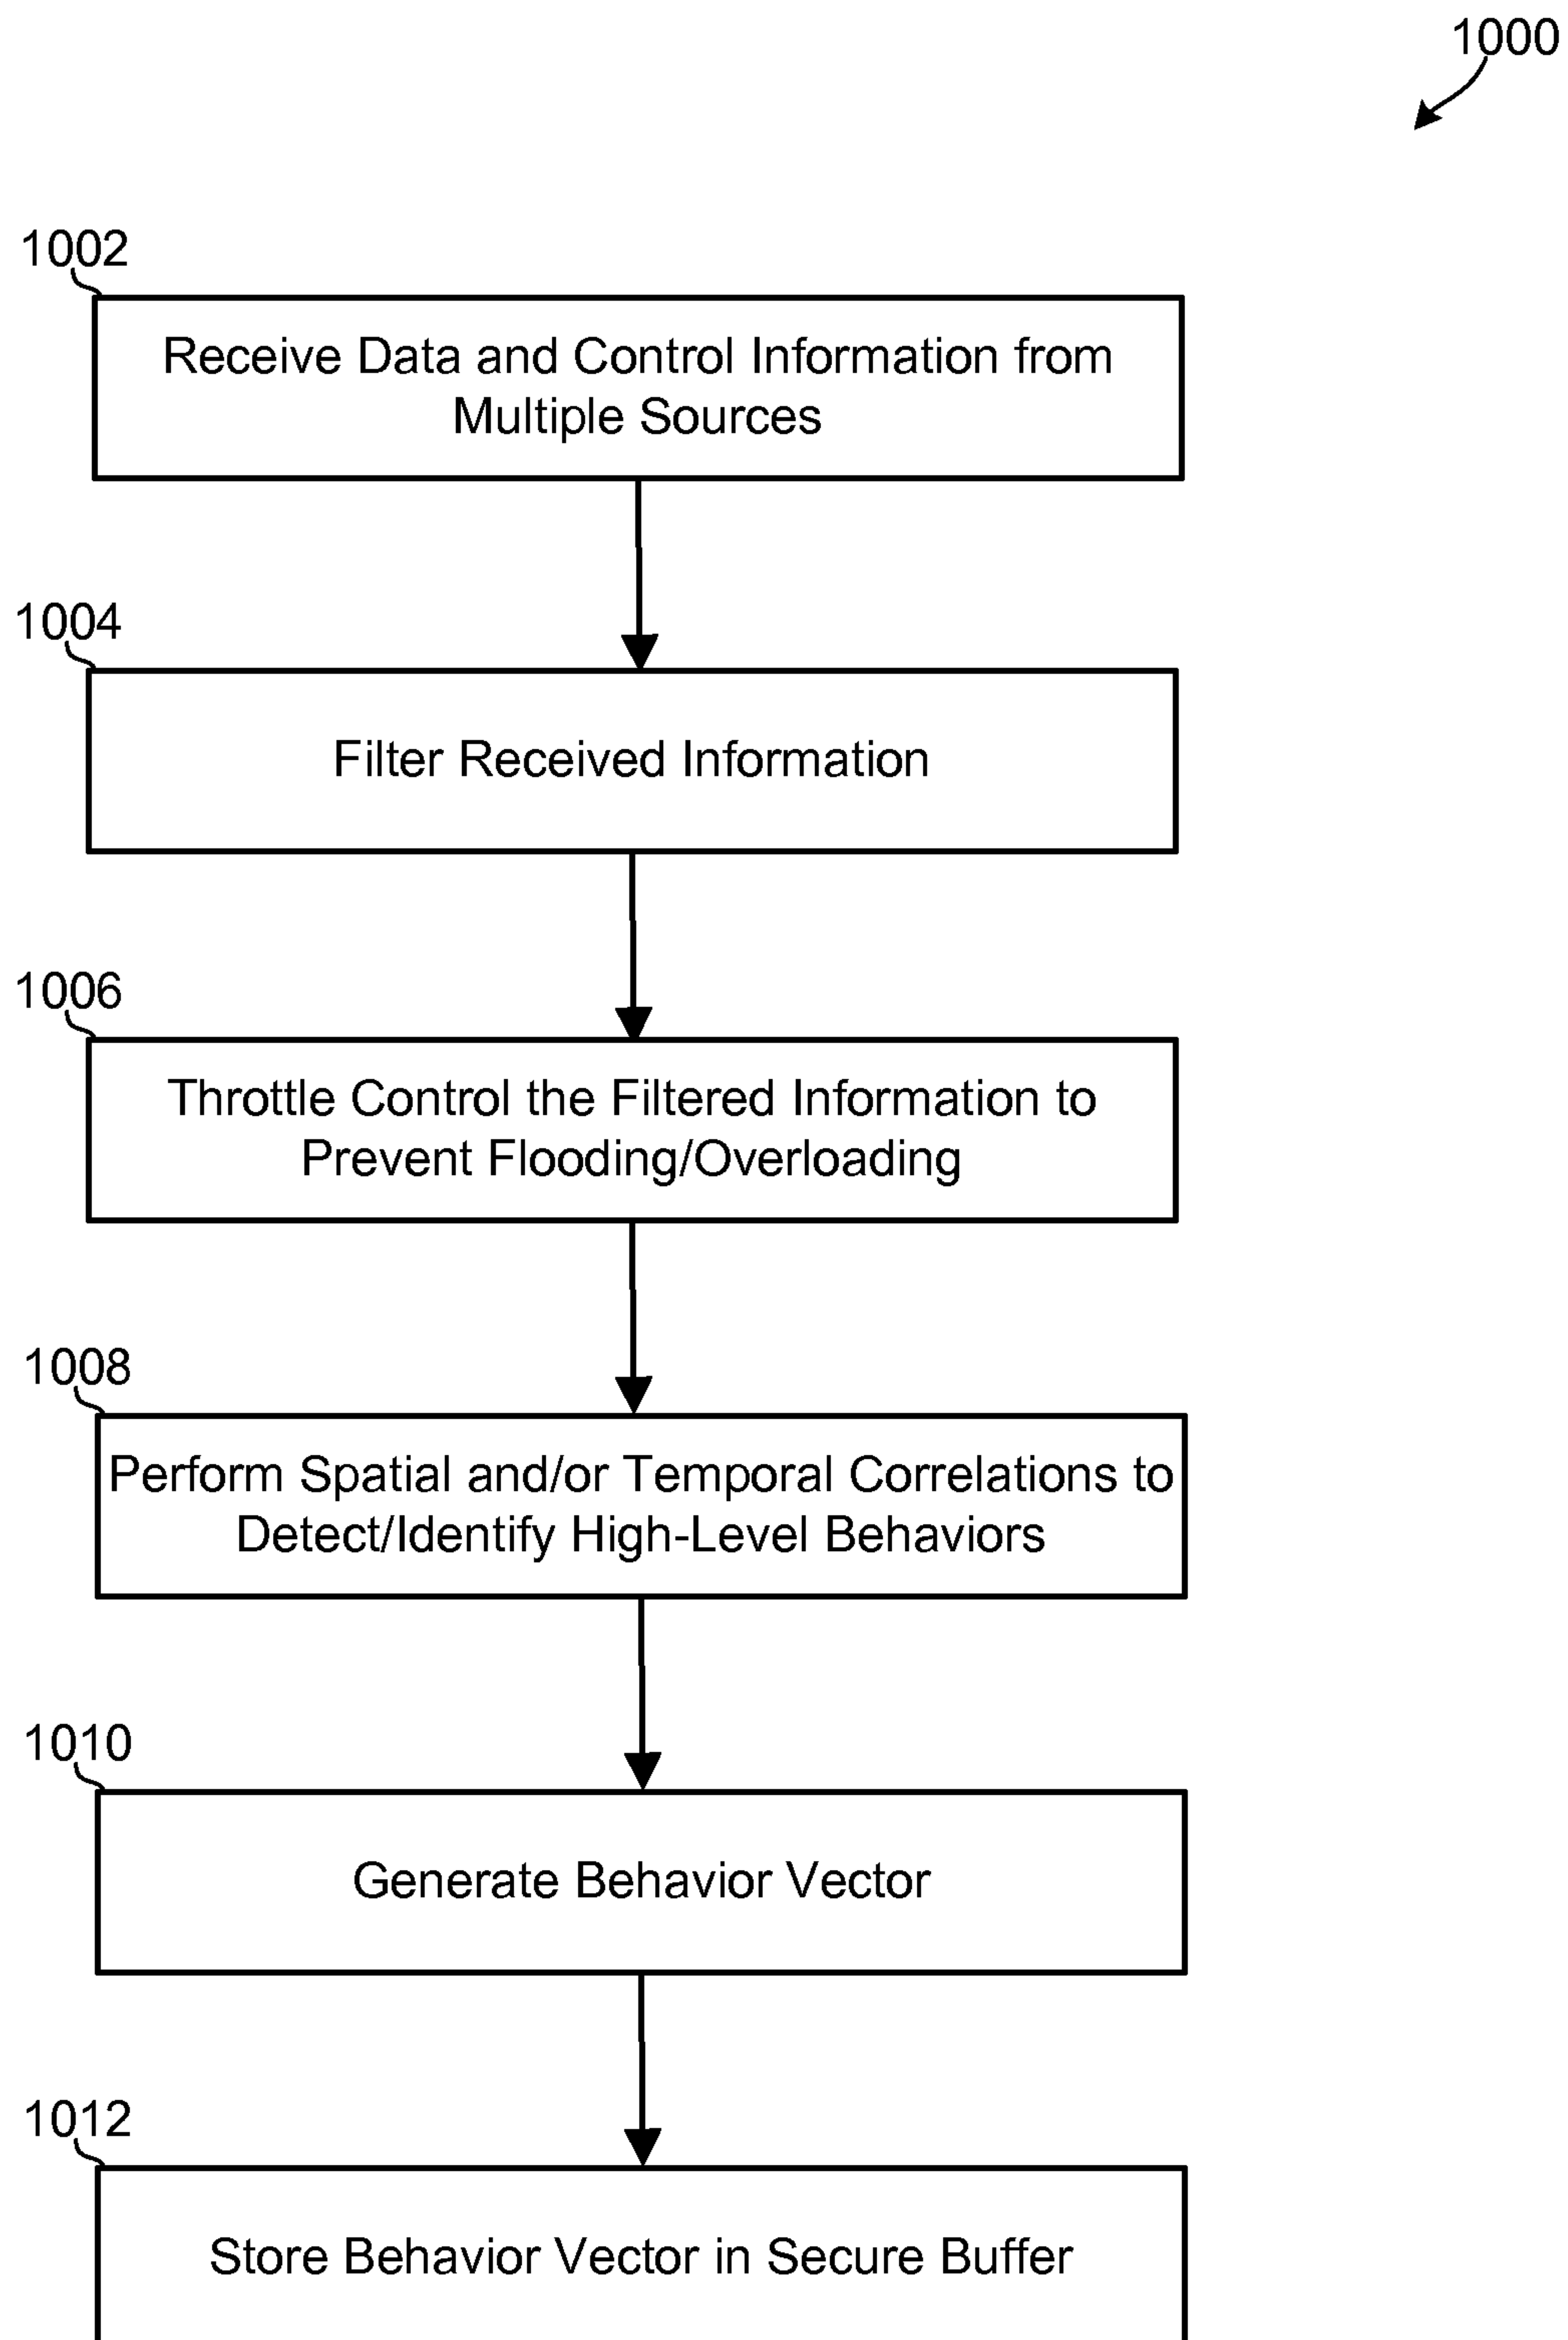 1000
1002
Receive Data and Control Information from
Multiple Sources
1004
Filter Received Information
1006
Throttle Control the Filtered Information to
Prevent Flooding/Overloading
1008
Perform Spatial and/or Temporal Correlations to
Detect/Identify High-Level Behaviors
1010
Generate Behavior Vector
1012
Store Behavior Vector in Secure Buffer